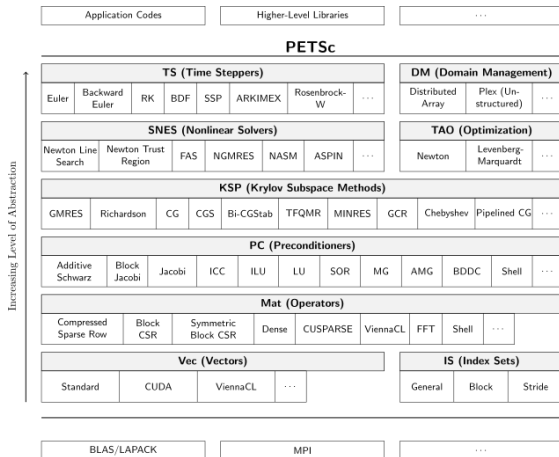 Application Codes
Higher-Level Libraries
...
PETSc
Increasing Level of Abstraction
TS (Time Steppers)
Euler
Backward
Euler
RK
BDF
SSP
ARKIMEX
Rosenbrock-
W
...
DM (Domain Management)
Distributed
Array
Plex (Un-
structured)
...
SNES (Nonlinear Solvers)
Newton Line
Search
Newton Trust
Region
FAS
NGMRES
NASM
ASPIN
...
TAO (Optimization)
Newton
Levenberg-
Marquardt
...
KSP (Krylov Subspace Methods)
GMRES
Richardson
CG
CGS
Bi-CGStab
TFQMR
MINRES
GCR
Chebyshev
Pipelined CG
...
PC (Preconditioners)
Additive
Schwarz
Block
Jacobi
Jacobi
ICC
ILU
LU
SOR
MG
AMG
BDDC
Shell
...
Mat (Operators)
Compressed
Sparse Row
Block
CSR
Symmetric
Block CSR
Dense
CUSPARSE
ViennaCL
FFT
Shell
...
Vec (Vectors)
Standard
CUDA
ViennaCL
...
IS (Index Sets)
General
Block
Stride
BLAS/LAPACK
MPI
...